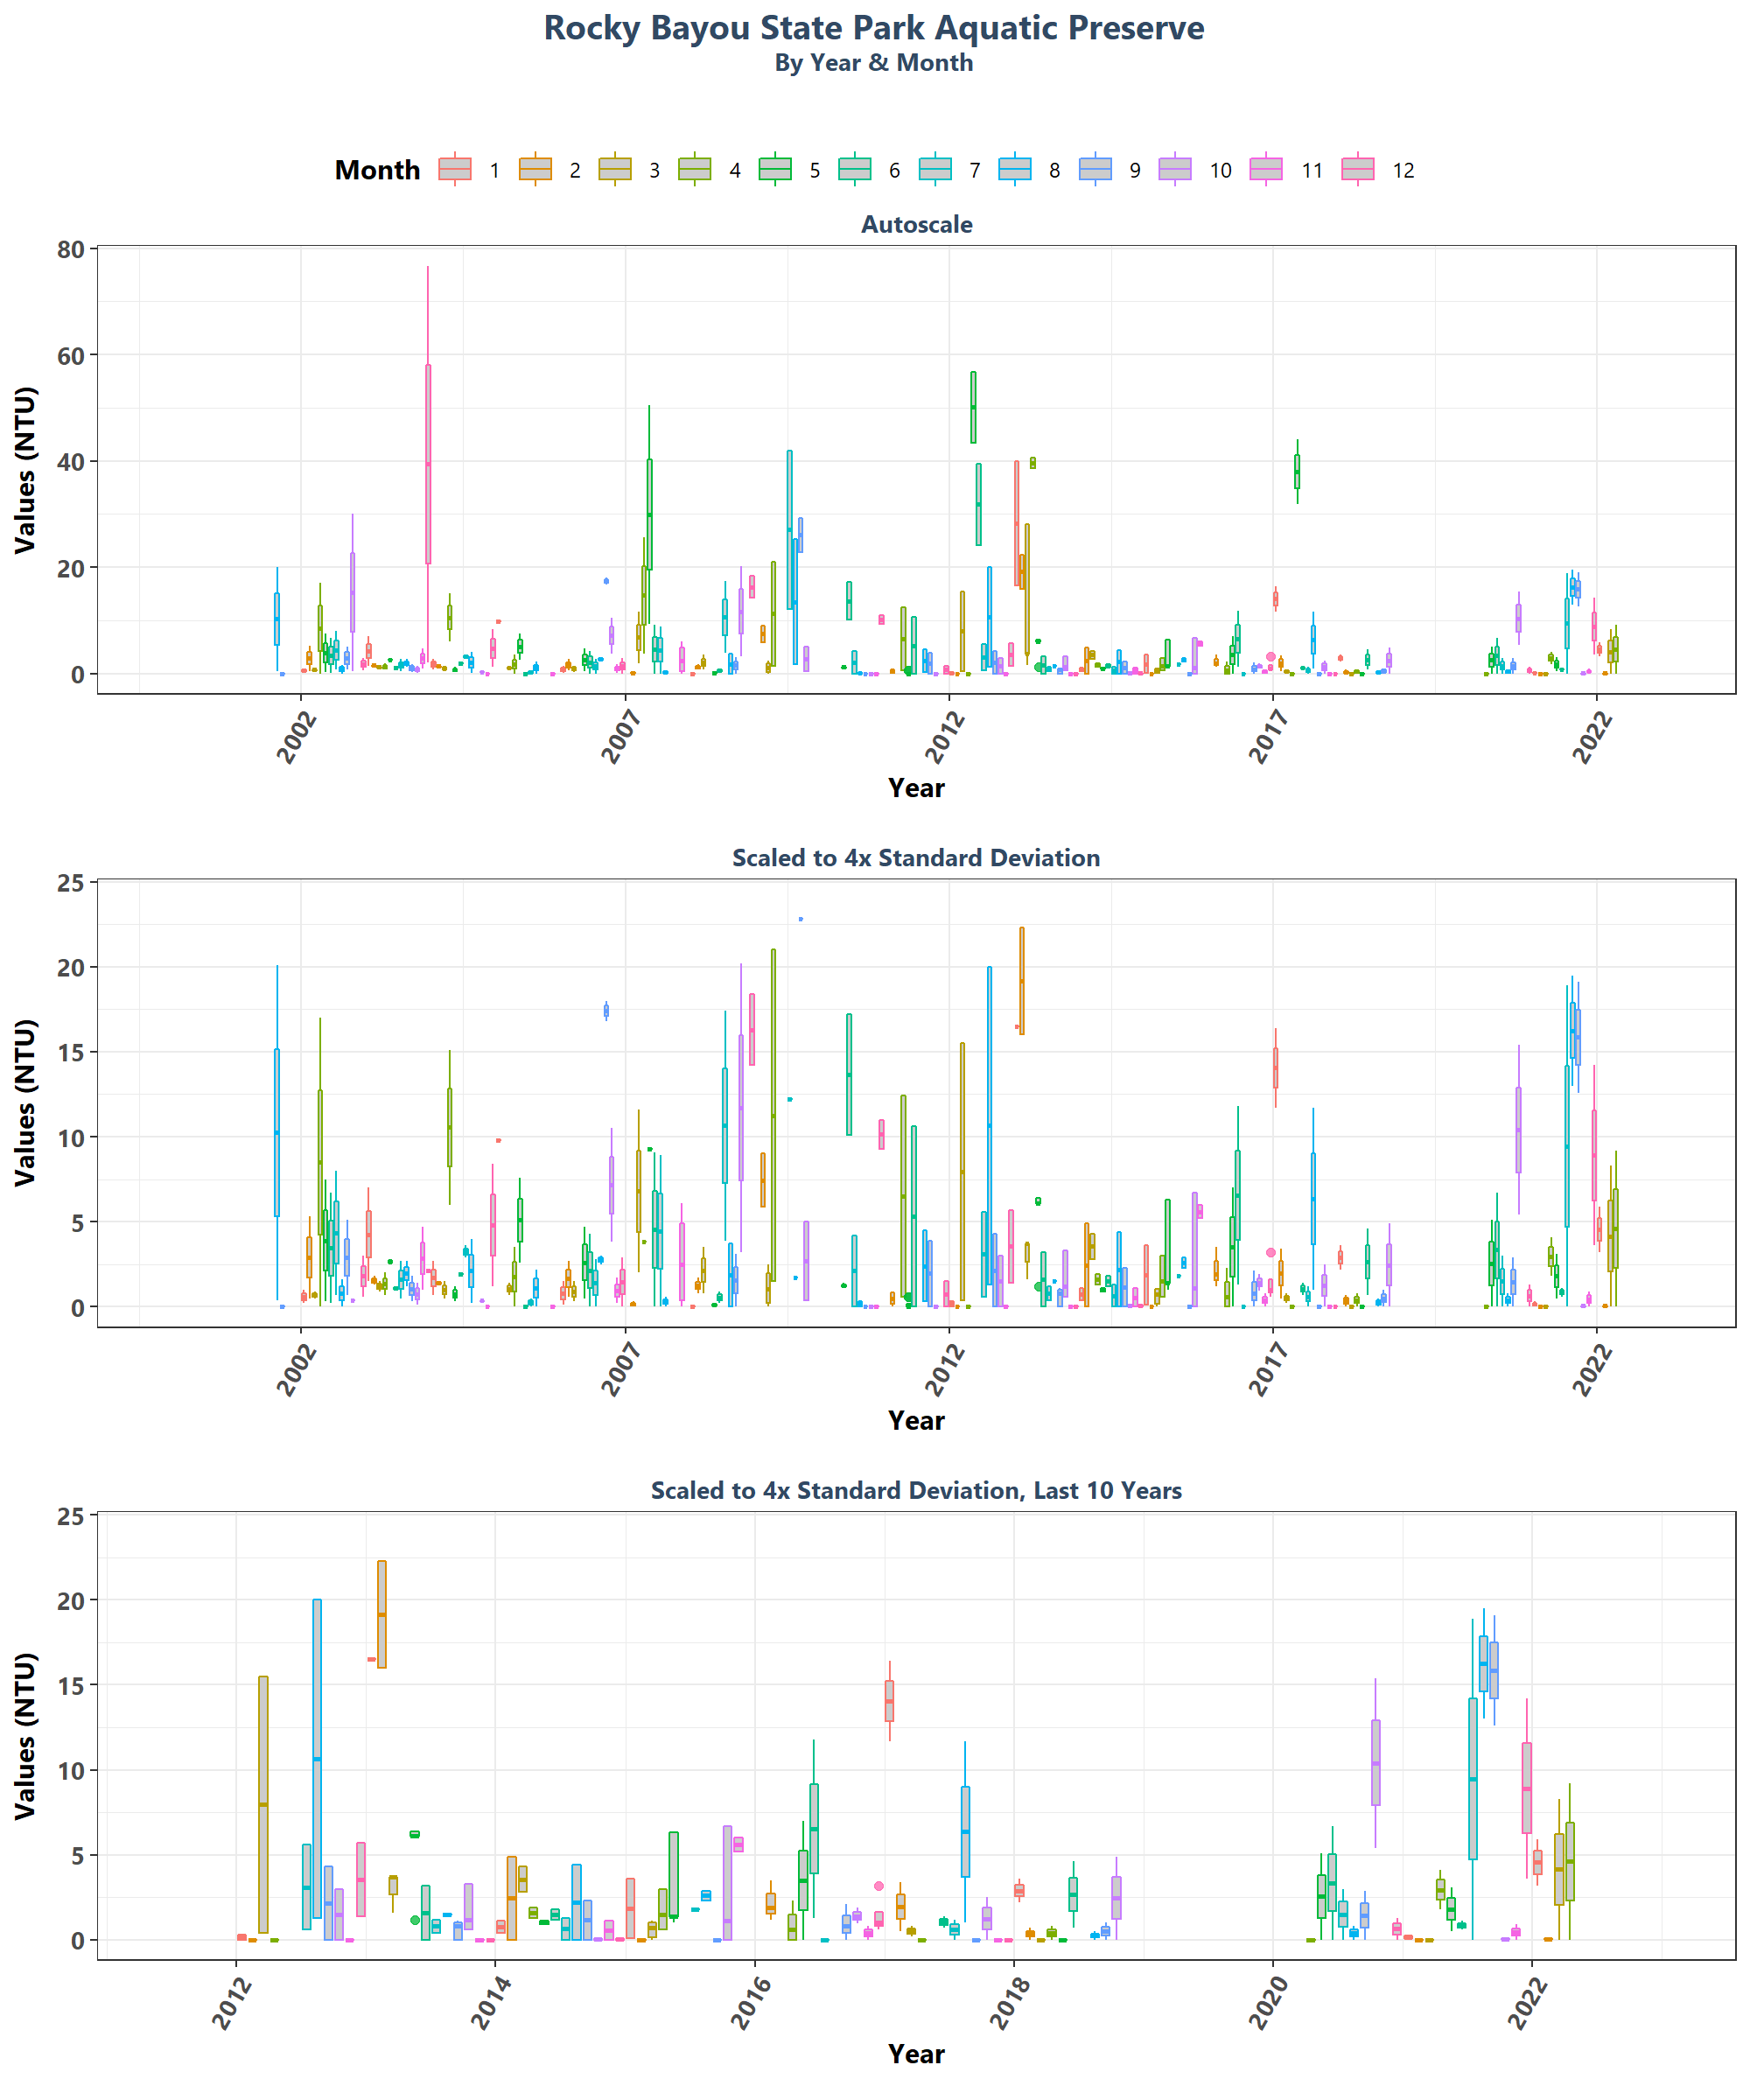 Rocky Bayou State Park Aquatic Preserve
By Year & Month
Month 1 2 3 4 5 6 7 8 9 10 11 12
Autoscale
Values (NTU)
80
60
40
20
0
2002 2007 2012 2017 2022
Year
Scaled to 4x Standard Deviation
Values (NTU)
25
20
15
10
5
0
2002 2007 2012 2017 2022
Year
Scaled to 4x Standard Deviation, Last 10 Years
Values (NTU)
25
20
15
10
5
0
2012 2014 2016 2018 2020 2022
Year